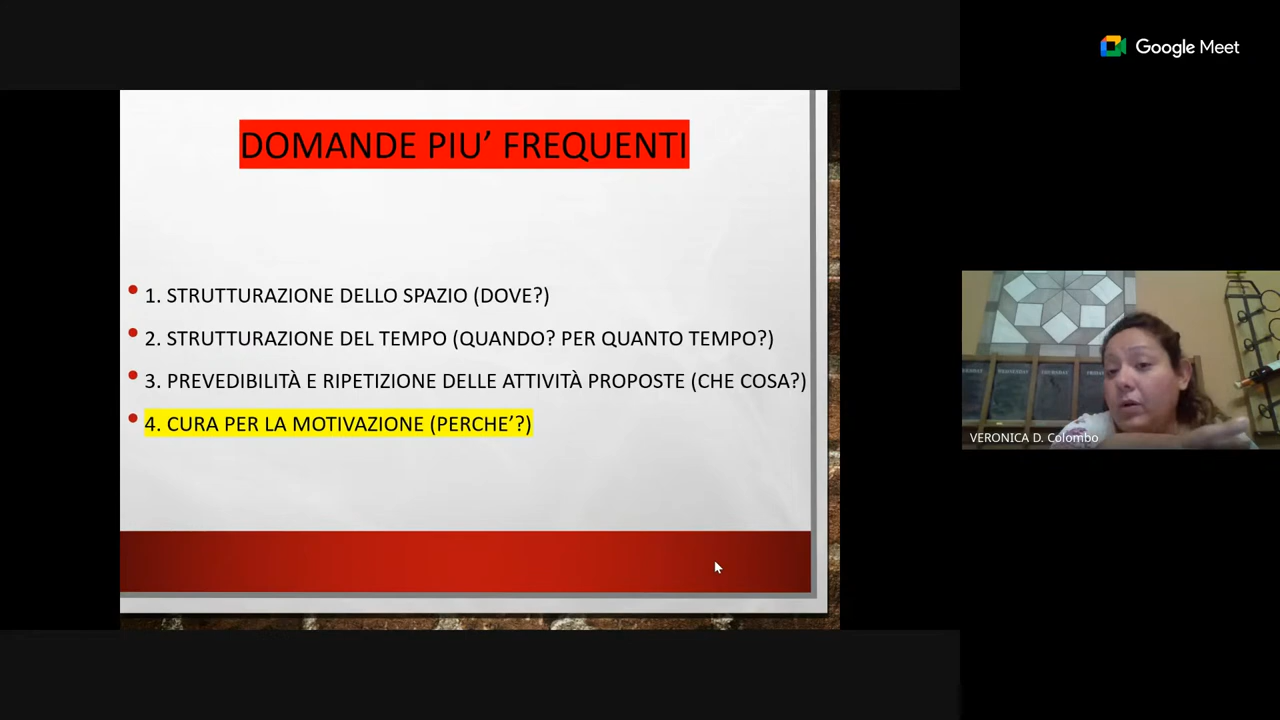 Google Meet
DOMANDE PIU’ FREQUENTI
1. STRUTTURAZIONE DELLO SPAZIO (DOVE?)
2. STRUTTURAZIONE DEL TEMPO (QUANDO? PER QUANTO TEMPO?)
3. PREVEDIBILITÀ E RIPETIZIONE DELLE ATTIVITÀ PROPOSTE (CHE COSA?)
4. CURA PER LA MOTIVAZIONE (PERCHE’?)
VERONICA D. Colombo